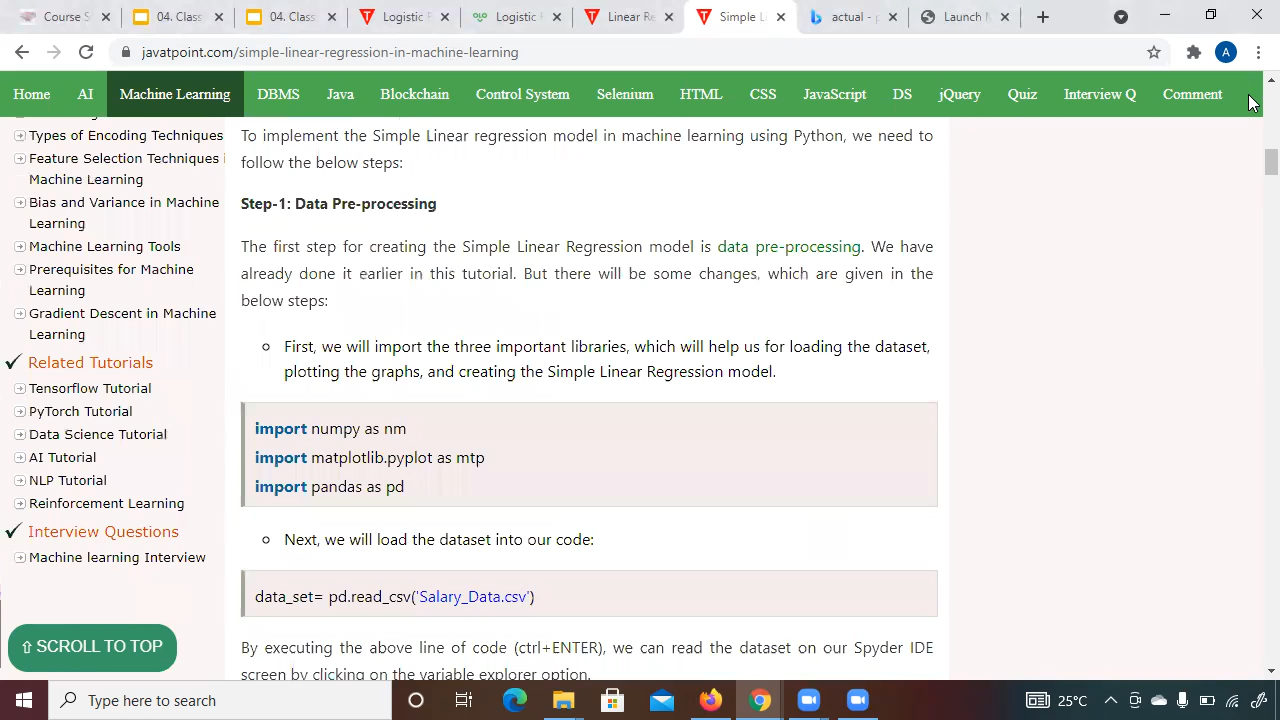 Course S
04. Class
04. Class
Logistic F
Logistic F
Linear Re
Simple Li
actual - p
Launch M
javatpoint.com/simple-linear-regression-in-machine-learning
A
Home AI Machine Learning DBMS Java Blockchain Control System Selenium HTML CSS JavaScript DS jQuery Quiz Interview Q Comment
Types of Encoding Techniques
Feature Selection Techniques i
Machine Learning
Bias and Variance in Machine
Learning
Machine Learning Tools
Prerequisites for Machine
Learning
Gradient Descent in Machine
Learning
Related Tutorials
Tensorflow Tutorial
PyTorch Tutorial
Data Science Tutorial
AI Tutorial
NLP Tutorial
Reinforcement Learning
Interview Questions
Machine learning Interview
⇧ SCROLL TO TOP
To implement the Simple Linear regression model in machine learning using Python, we need to
follow the below steps:
Step-1: Data Pre-processing
The first step for creating the Simple Linear Regression model is data pre-processing. We have
already done it earlier in this tutorial. But there will be some changes, which are given in the
below steps:
First, we will import the three important libraries, which will help us for loading the dataset,
plotting the graphs, and creating the Simple Linear Regression model.
import numpy as nm
import matplotlib.pyplot as mtp
import pandas as pd
Next, we will load the dataset into our code:
data_set= pd.read_csv('Salary_Data.csv')
By executing the above line of code (ctrl+ENTER), we can read the dataset on our Spyder IDE
screen by clicking on the variable explorer option.
Type here to search
25°C